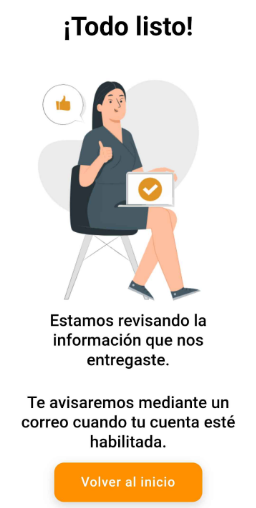 ¡Todo listo!
Estamos revisando la
información que nos
entregaste.
Te avisaremos mediante un
correo cuando tu cuenta esté
habilitada.
Volver al inicio